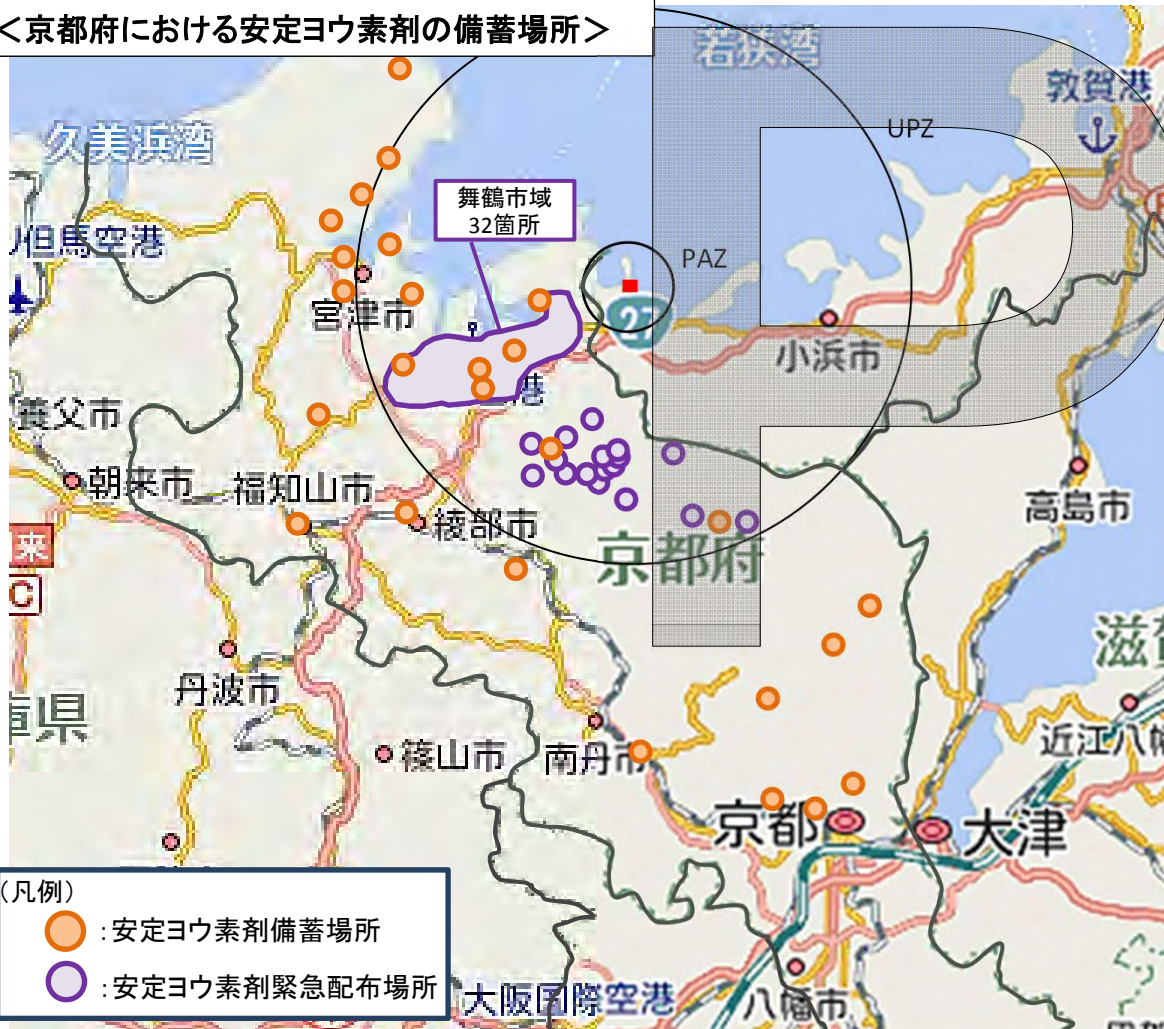 ＜京都府における安定ヨウ素剤の備蓄場所＞
若狭湾
敦賀港
UPZ
久美浜湾
舞鶴市域
32箇所
但馬空港
PAZ
宮津市
27
小浜市
港
養父市
朝来市
福知山市
綾部市
高島市
京都府
来
C
滋賀
丹波市
庫県
篠山市
南丹市
近江八幡
京都
大津
(凡例)
：安定ヨウ素剤備蓄場所
：安定ヨウ素剤緊急配布場所
大阪国際空港
八幡市